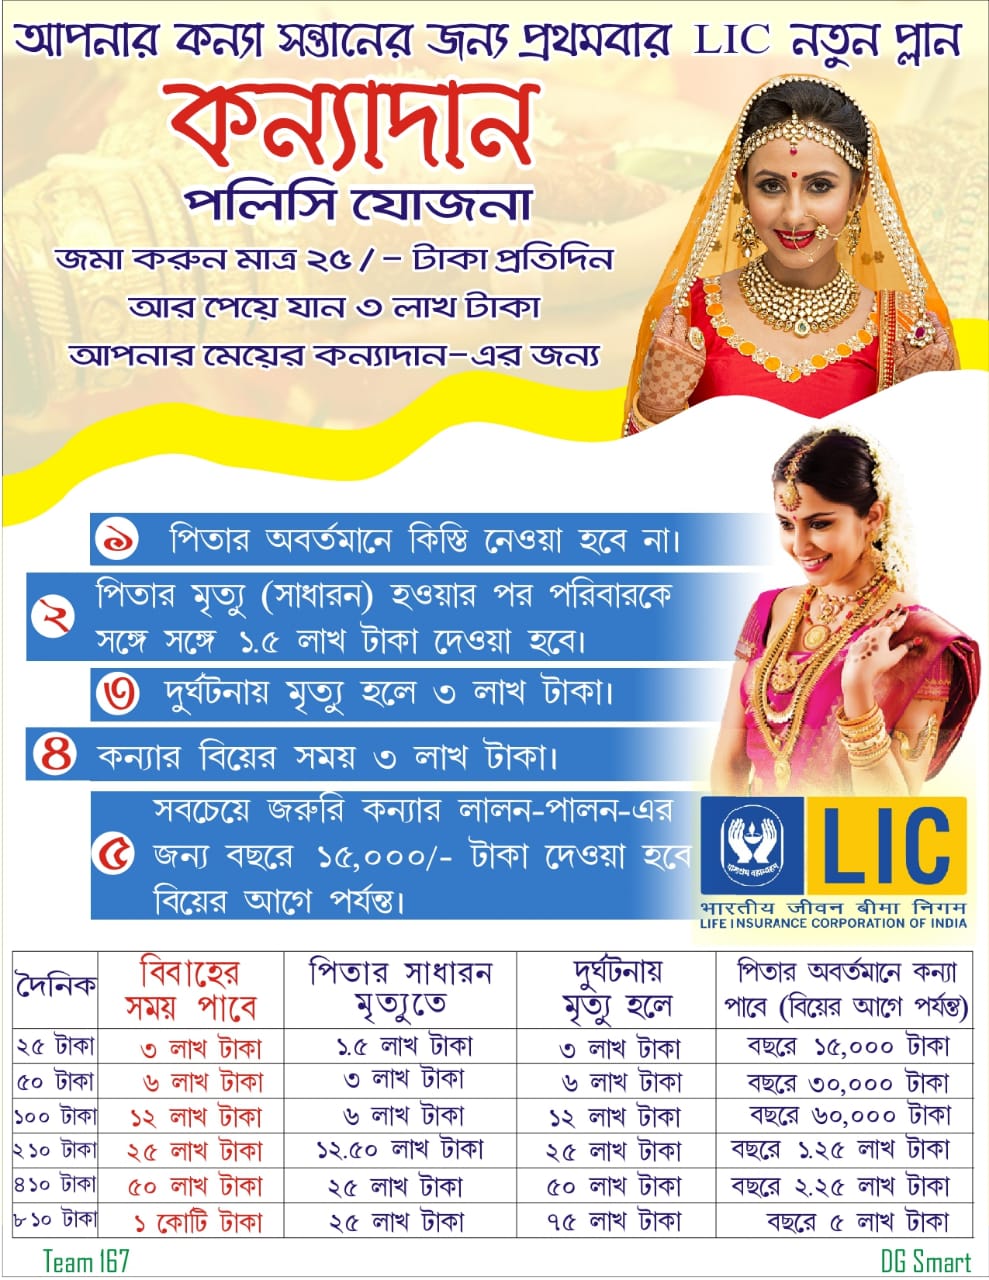 আপনার কন্যা সন্তানের জন্য প্রথমবার LIC নতুন প্লান
কন্যাদান
পলিসি যোজনা
জমা করুন মাত্র ২৫/- টাকা প্রতিদিন
আর পেয়ে যান ৩ লাখ টাকা
আপনার মেয়ের কন্যাদান-এর জন্য
১ পিতার অবর্তমানে কিস্তি নেওয়া হবে না।
২ পিতার মৃত্যু (সাধারন) হওয়ার পর পরিবারকে
সঙ্গে সঙ্গে ১.৫ লাখ টাকা দেওয়া হবে।
৩ দুর্ঘটনায় মৃত্যু হলে ৩ লাখ টাকা।
৪ কন্যার বিয়ের সময় ৩ লাখ টাকা।
সবচেয়ে জরুরি কন্যার লালন-পালন-এর
৫ জন্য বছরে ১৫,০০০/- টাকা দেওয়া হবে
বিয়ের আগে পর্যন্ত।
LIC
भारतीय जीवन बीमा निगम
LIFE INSURANCE CORPORATION OF INDIA
দৈনিক বিবাহের সময় পাবে পিতার সাধারন মৃত্যুতে দুর্ঘটনায় মৃত্যু হলে পিতার অবর্তমানে কন্যা পাবে (বিয়ের আগে পর্যন্ত)
২৫ টাকা ৩ লাখ টাকা ১.৫ লাখ টাকা ৩ লাখ টাকা বছরে ১৫,০০০ টাকা
৫০ টাকা ৬ লাখ টাকা ৩ লাখ টাকা ৬ লাখ টাকা বছরে ৩০,০০০ টাকা
১০০ টাকা ১২ লাখ টাকা ৬ লাখ টাকা ১২ লাখ টাকা বছরে ৬০,০০০ টাকা
২১০ টাকা ২৫ লাখ টাকা ১২.৫০ লাখ টাকা ২৫ লাখ টাকা বছরে ১.২৫ লাখ টাকা
৪১০ টাকা ৫০ লাখ টাকা ২৫ লাখ টাকা ৫০ লাখ টাকা বছরে ২.২৫ লাখ টাকা
৮১০ টাকা ১ কোটি টাকা ২৫ লাখ টাকা ৭৫ লাখ টাকা বছরে ৫ লাখ টাকা
Team 167 DG Smart